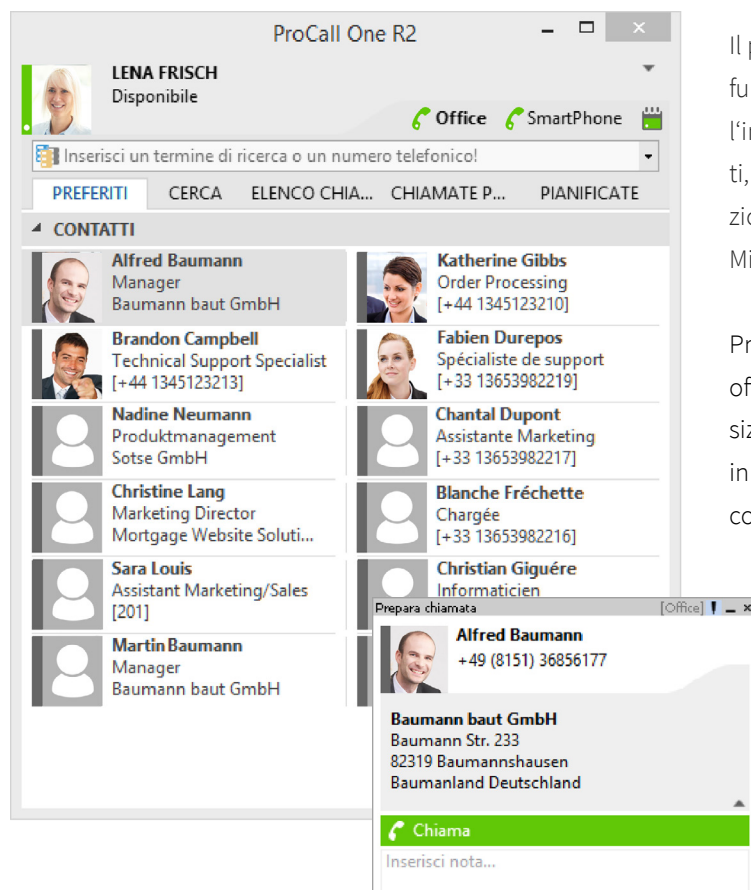 ProCall One R2
LENA FRISCH
Disponibile
Office SmartPhone
Inserisci un termine di ricerca o un numero telefonico!
PREFERITI CERCA ELENCO CHIA... CHIAMATE P... PIANIFICATE
CONTATTI
Alfred Baumann
Manager
Baumann baut GmbH
Katherine Gibbs
Order Processing
[+44 1345123210]
Brandon Campbell
Technical Support Specialist
[+44 1345123213]
Fabien Durepos
Spécialiste de support
[+33 13653982219]
Nadine Neumann
Produktmanagement
Sotse GmbH
Chantal Dupont
Assistante Marketing
[+33 13653982217]
Christine Lang
Marketing Director
Mortgage Website Soluti...
Blanche Fréchette
Chargée
[+33 13653982216]
Sara Louis
Assistant Marketing/Sales
[201]
Christian Giguére
Informaticien
Martin Baumann
Manager
Baumann baut GmbH
Prepara chiamata [Office]
Alfred Baumann
+49 (8151) 36856177
Baumann baut GmbH
Baumann Str. 233
82319 Baumannshausen
Baumanland Deutschland
Chiama
Inserisci nota...
Il
fu
l'i
ti,
zio
Mi
Pr
of
siz
in
co